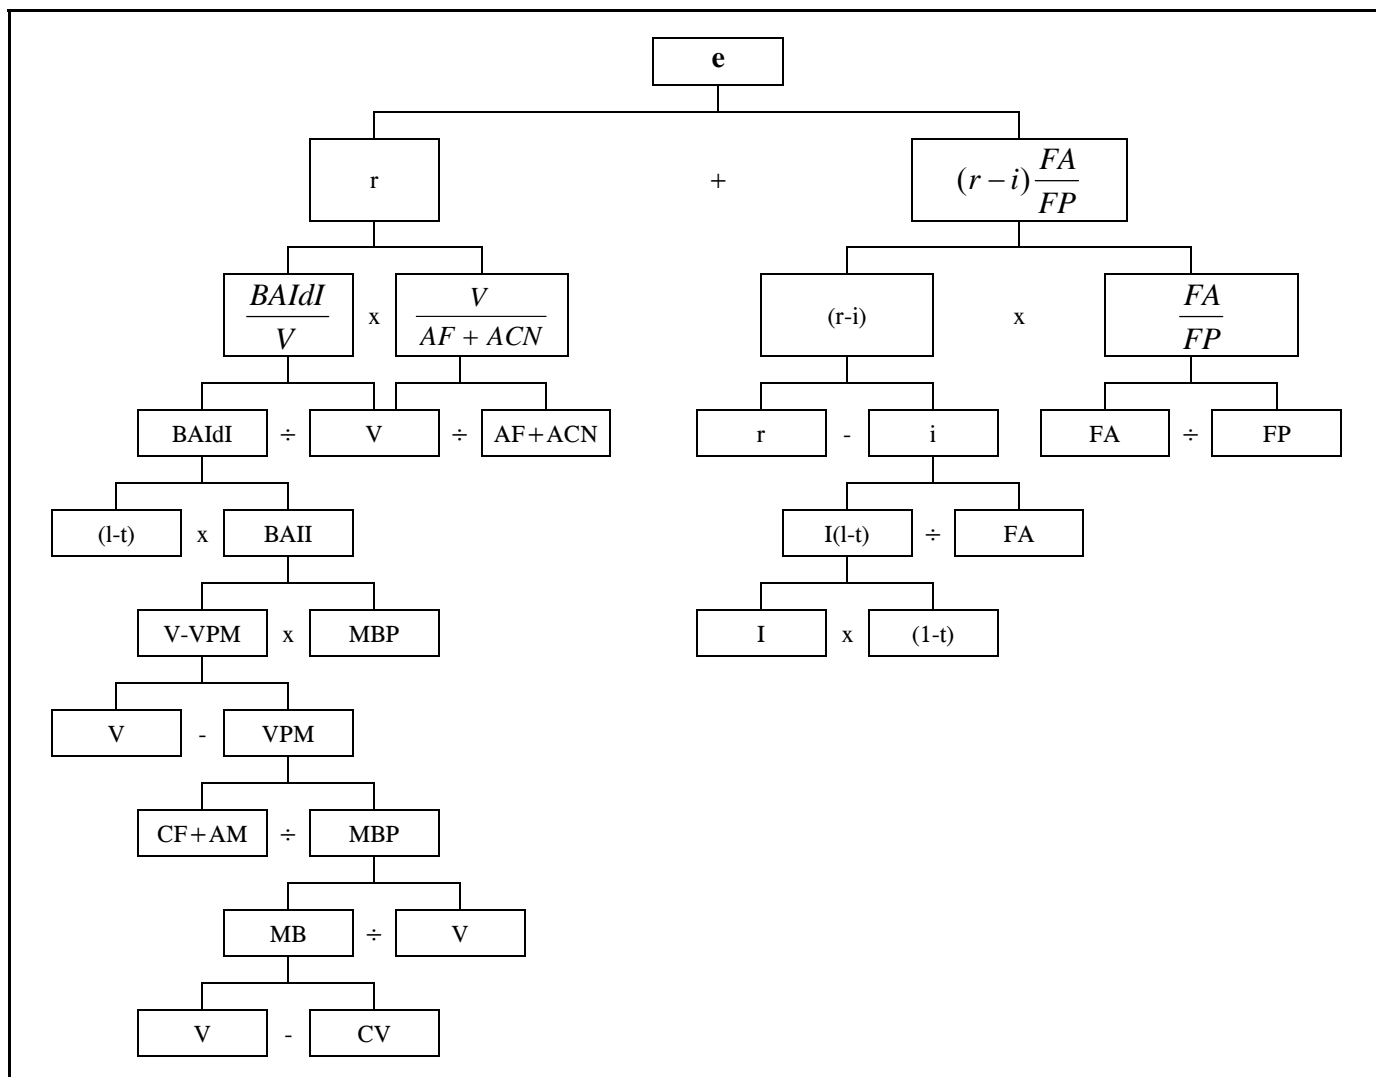 e
r + (r − i) FA/FP
BAIdI/V x V/(AF + ACN) (r-i) x FA/FP
BAIdI ÷ V ÷ AF+ACN r - i FA ÷ FP
(l-t) x BAII I(l-t) ÷ FA
V-VPM x MBP I x (1-t)
V - VPM
CF+AM ÷ MBP
MB ÷ V
V - CV